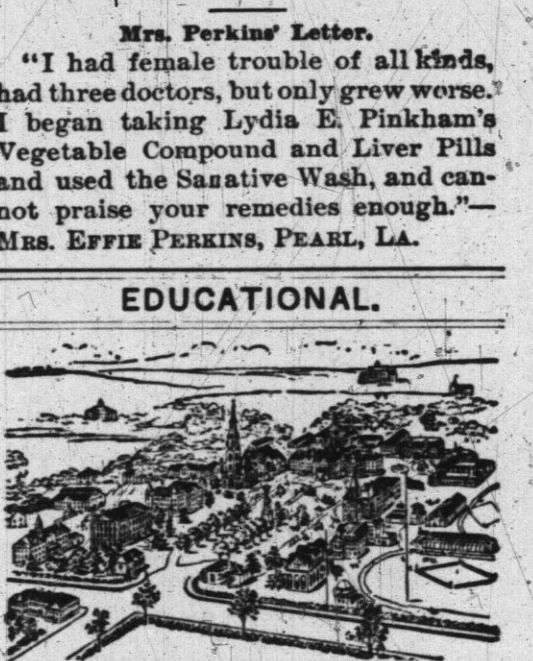 Mrs. Perkins' Letter.
"I had female trouble of all kinds,
had three doctors, but only grew worse.
I began taking Lydia E. Pinkham's
Vegetable Compound and Liver Pills
and used the Sanative Wash, and can-
not praise your remedies enough."—
MRS. EFFIE PERKINS, PEARL, LA.
EDUCATIONAL.